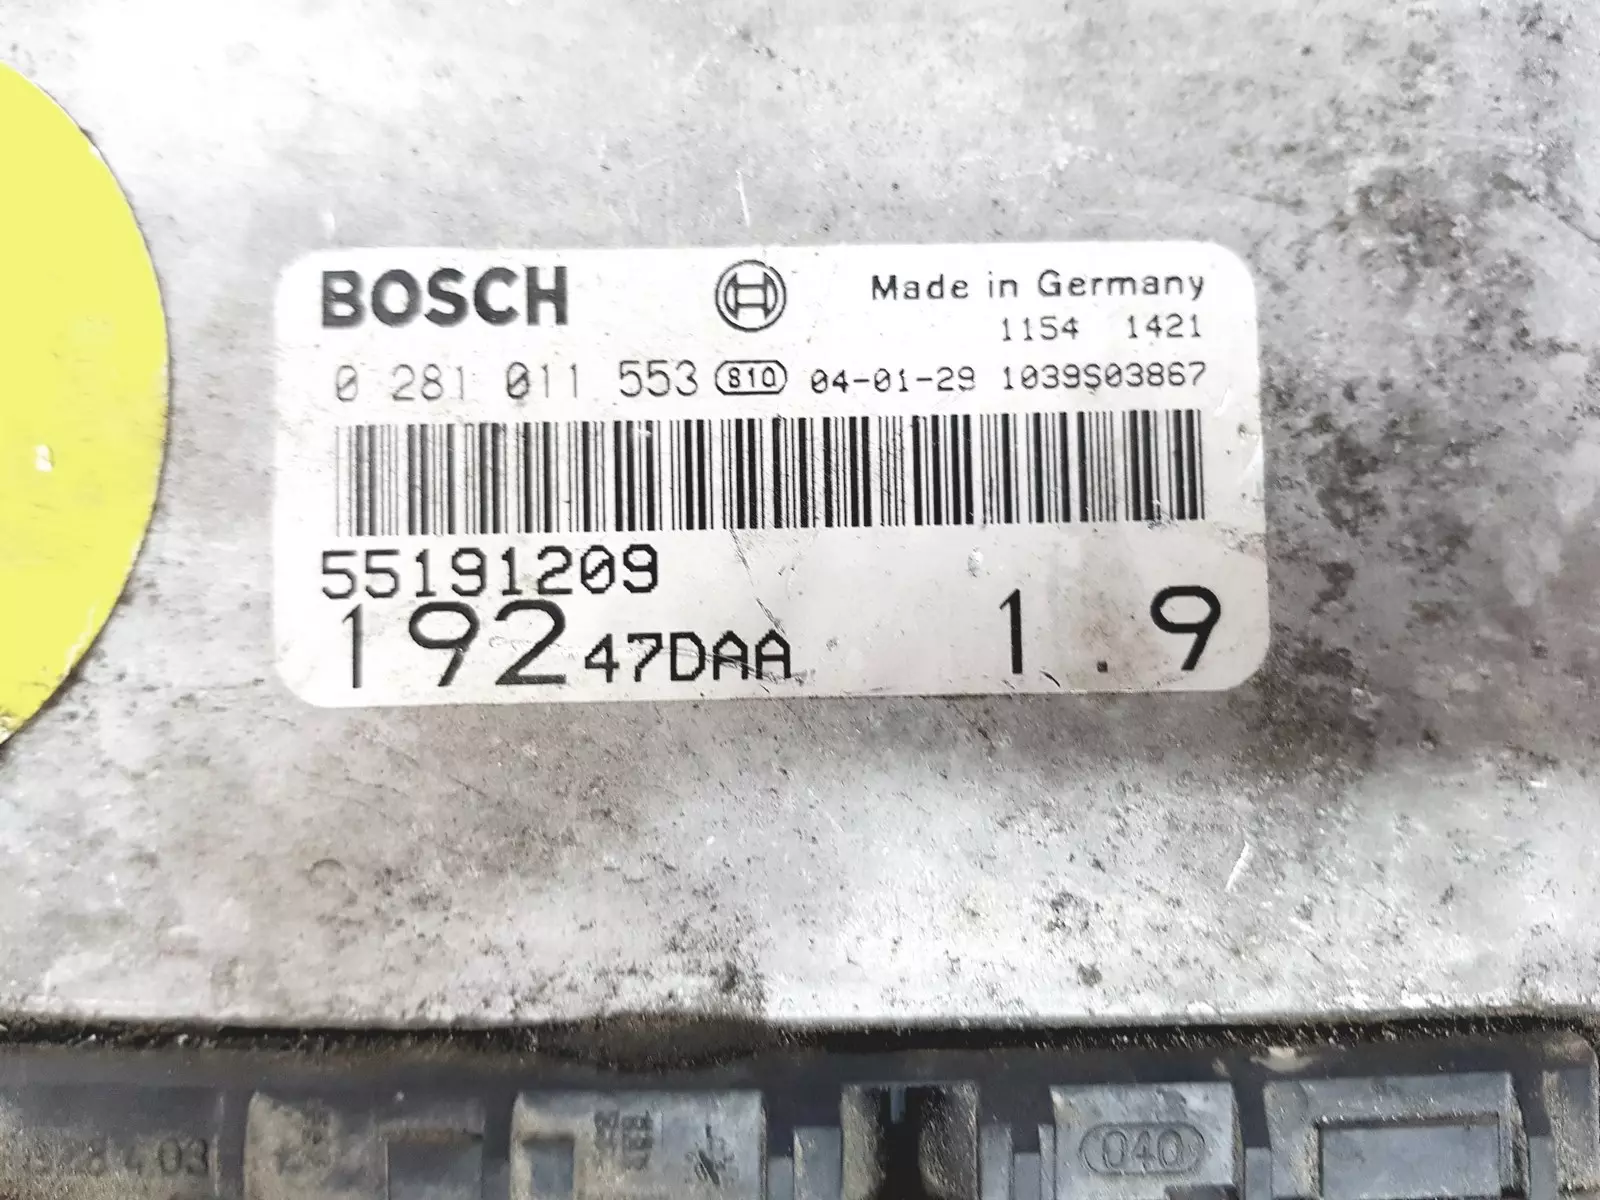 BOSCH Made in Germany
1154 1421
0 281 011 553 810 04-01-29 1039S03867
55191209
192 47DAA 1.9
03
040